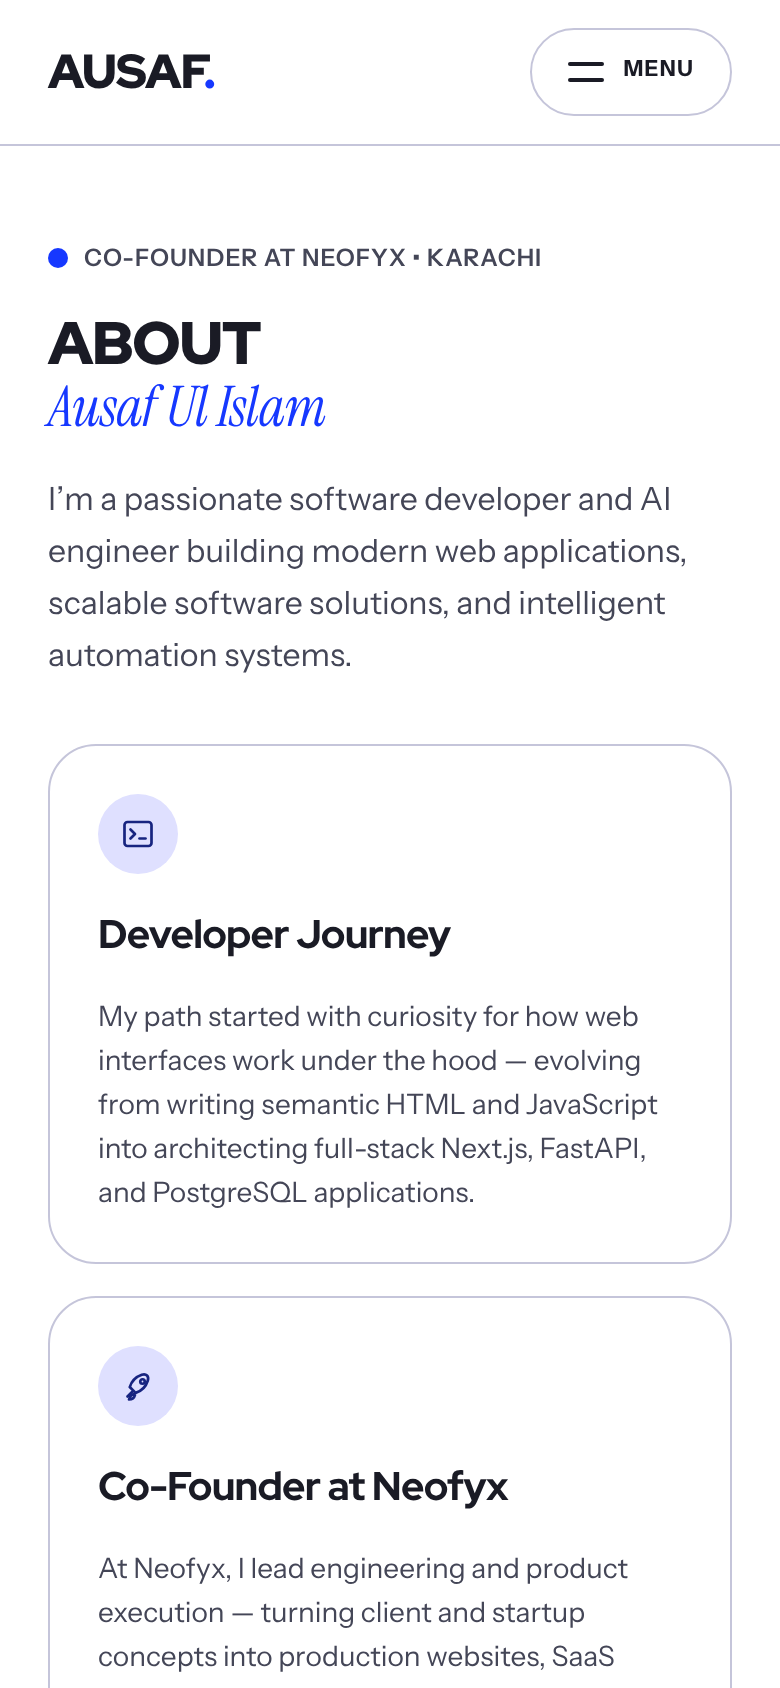 AUSAF.
MENU
CO-FOUNDER AT NEOFYX • KARACHI
ABOUT
Ausaf Ul Islam
I’m a passionate software developer and AI
engineer building modern web applications,
scalable software solutions, and intelligent
automation systems.
Developer Journey
My path started with curiosity for how web
interfaces work under the hood — evolving
from writing semantic HTML and JavaScript
into architecting full-stack Next.js, FastAPI,
and PostgreSQL applications.
Co-Founder at Neofyx
At Neofyx, I lead engineering and product
execution — turning client and startup
concepts into production websites, SaaS